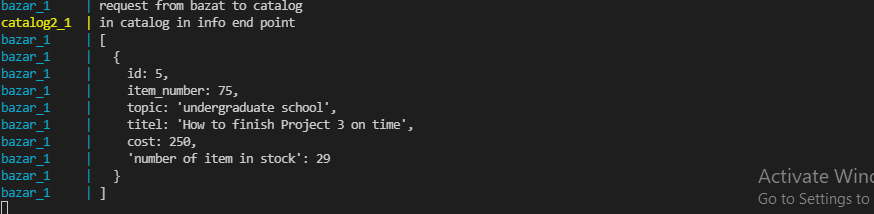 bazar_1 | request from bazat to catalog
catalog2_1 | in catalog in info end point
bazar_1 | [
bazar_1 | {
bazar_1 | id: 5,
bazar_1 | item_number: 75,
bazar_1 | topic: 'undergraduate school',
bazar_1 | titel: 'How to finish Project 3 on time',
bazar_1 | cost: 250,
bazar_1 | 'number of item in stock': 29
bazar_1 | }
bazar_1 | ]
Activate Wind
Go to Settings to